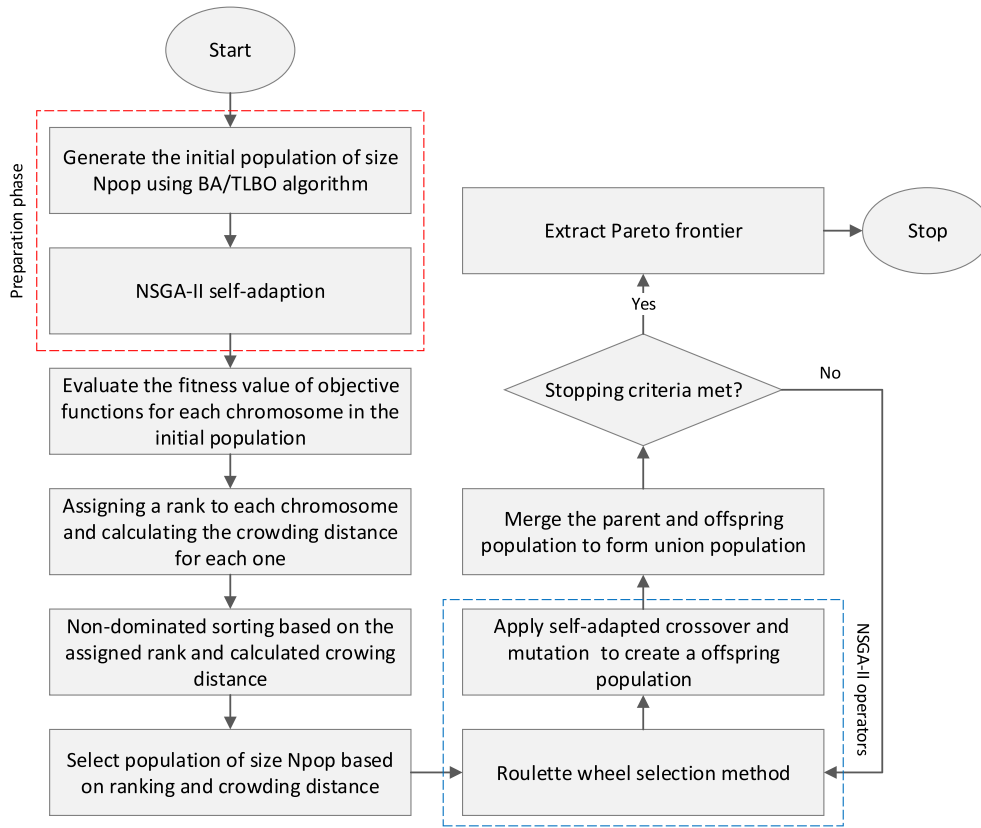 Start
Preparation phase
Generate the initial population of size
Npop using BA/TLBO algorithm
NSGA-II self-adaption
Evaluate the fitness value of objective
functions for each chromosome in the
initial population
Assigning a rank to each chromosome
and calculating the crowding distance
for each one
Non-dominated sorting based on the
assigned rank and calculated crowing
distance
Select population of size Npop based
on ranking and crowding distance
Roulette wheel selection method
NSGA-II operators
Apply self-adapted crossover and
mutation to create a offspring
population
Merge the parent and offspring
population to form union population
Stopping criteria met?
No
Yes
Extract Pareto frontier
Stop